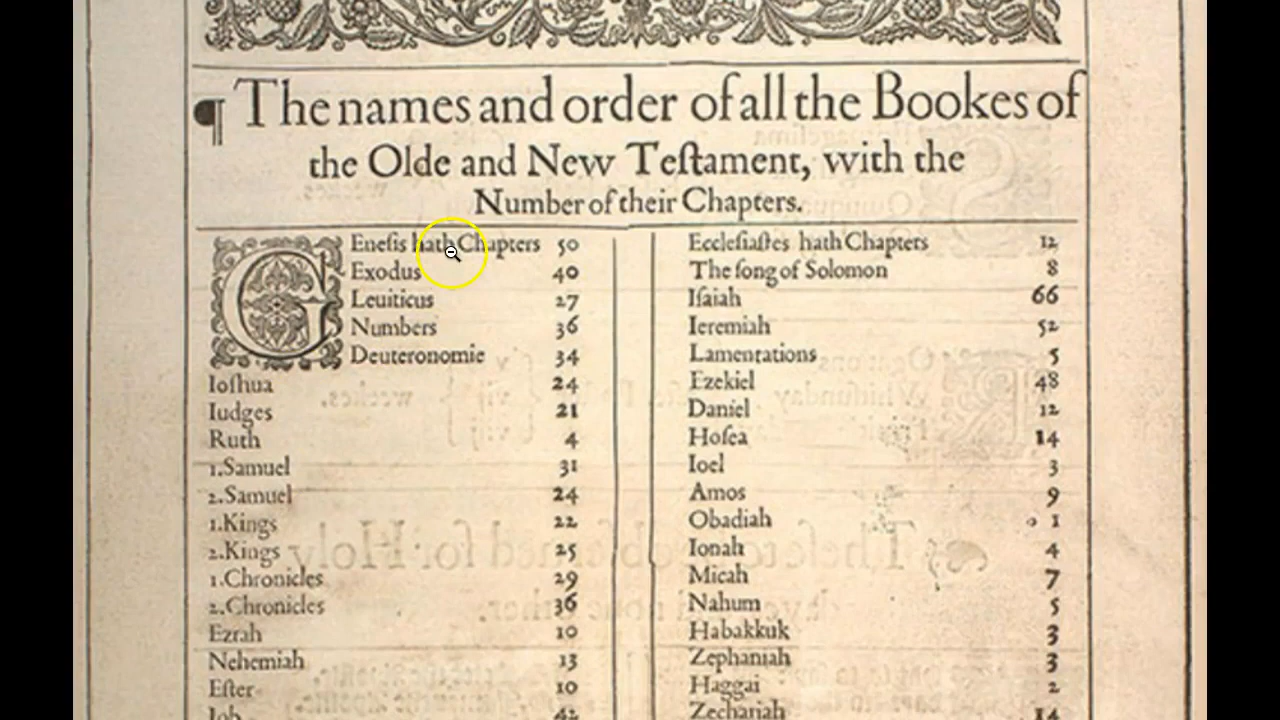 ¶ The names and order of all the Bookes of
the Olde and New Teſtament, with the
Number of their Chapters.
GEneſis hath Chapters 50
Exodus 40
Leuiticus 27
Numbers 36
Deuteronomie 34
Ioſhua 24
Iudges 21
Ruth 4
1.Samuel 31
2.Samuel 24
1.Kings 22
2.Kings 25
1.Chronicles 29
2.Chronicles 36
Ezrah 10
Nehemiah 13
Eſter 10
Iob 42
Eccleſiaſtes hath Chapters 12
The ſong of Solomon 8
Iſaiah 66
Ieremiah 52
Lamentations 5
Ezekiel 48
Daniel 12
Hoſea 14
Ioel 3
Amos 9
Obadiah 1
Ionah 4
Micah 7
Nahum 5
Habakkuk 3
Zephaniah 3
Haggai 2
Zechariah 14